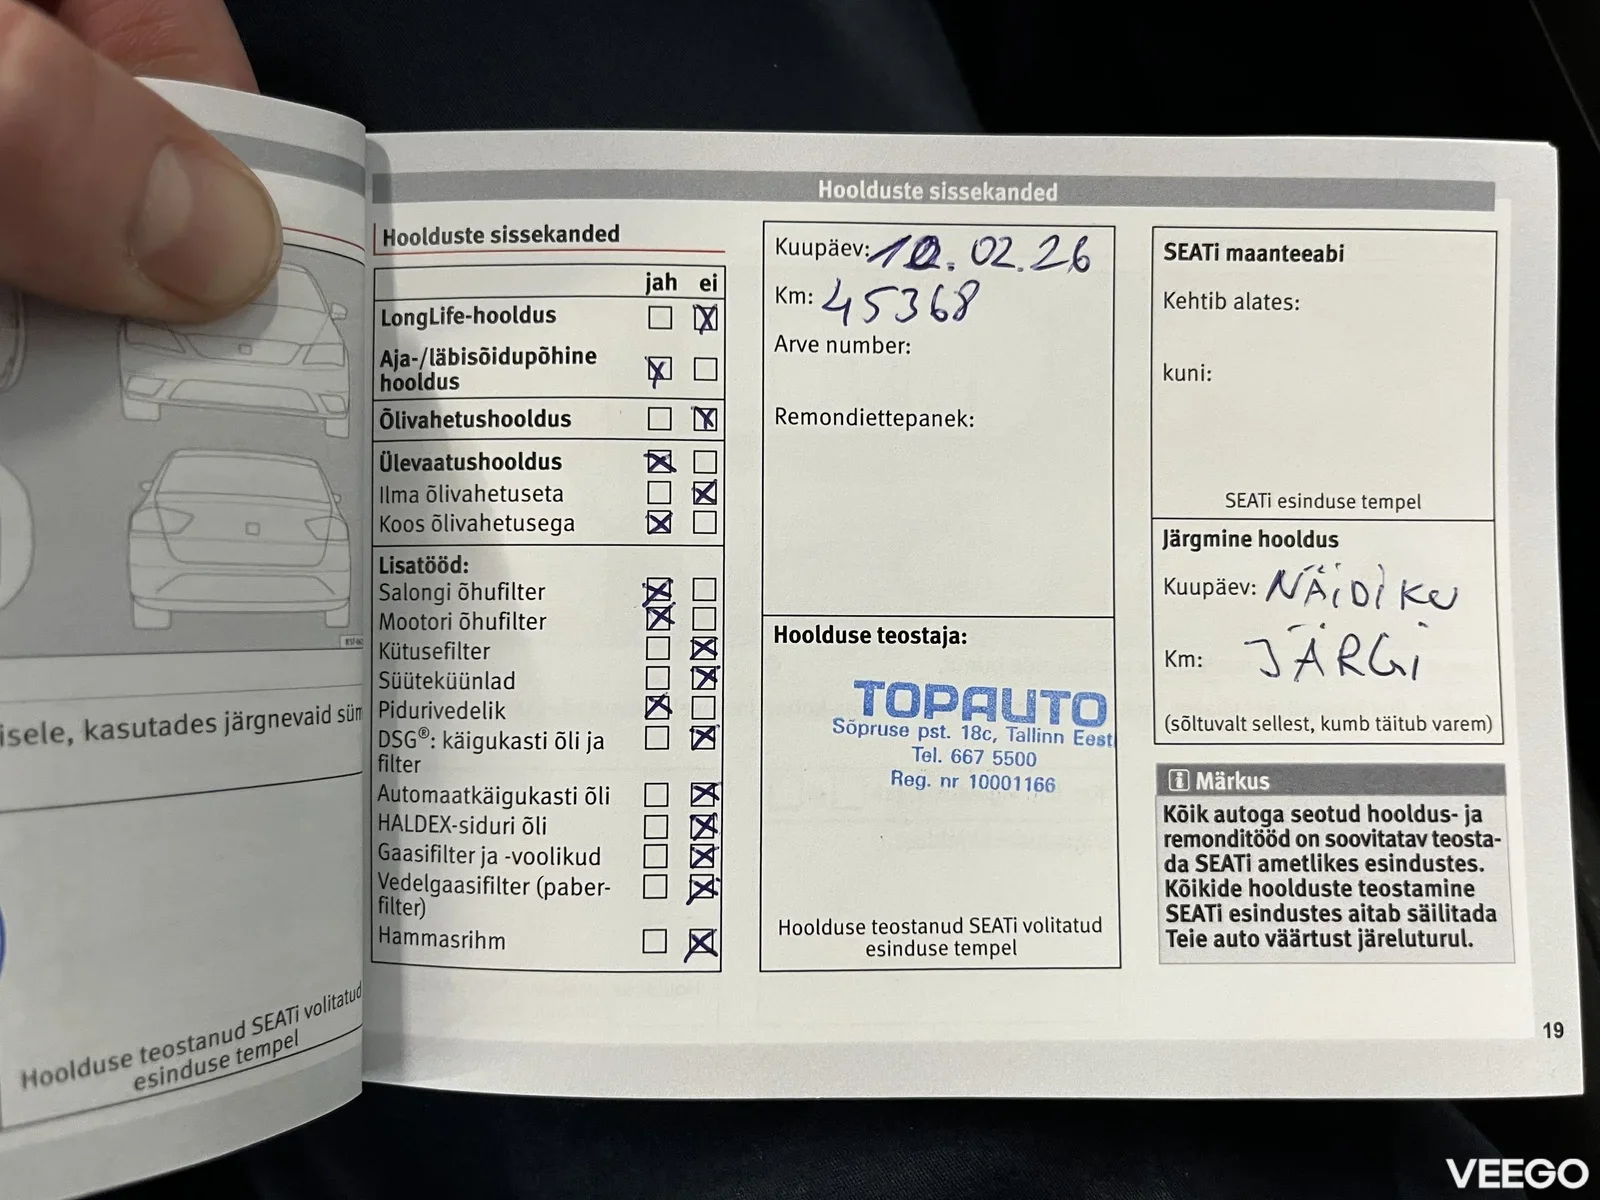 Hoolduste sissekanded
Hoolduste sissekanded
jah ei
LongLife-hooldus
Aja-/läbisõidupõhine
hooldus
Õlivahetushooldus
Ülevaatushooldus
Ilma õlivahetuseta
Koos õlivahetusega
Lisatööd:
Salongi õhufilter
Mootori õhufilter
Kütusefilter
Süüteküünlad
Pidurivedelik
DSG®: käigukasti õli ja
filter
Automaatkäigukasti õli
HALDEX-siduri õli
Gaasifilter ja -voolikud
Vedelgaasifilter (paber-
filter)
Hammasrihm
Kuupäev: 10.02.26
Km: 45368
Arve number:
Remondiettepanek:
Hoolduse teostaja:
TOPAUTO
Sõpruse pst. 18c, Tallinn Eesti
Tel. 667 5500
Reg. nr 10001166
Hoolduse teostanud SEATi volitatud
esinduse tempel
SEATi maanteeabi
Kehtib alates:
kuni:
SEATi esinduse tempel
Järgmine hooldus
Kuupäev: NÄIDIKU
Km: JÄRGI
(sõltuvalt sellest, kumb täitub varem)
i Märkus
Kõik autoga seotud hooldus- ja
remonditööd on soovitatav teosta-
da SEATi ametlikes esindustes.
Kõikide hoolduste teostamine
SEATi esindustes aitab säilitada
Teie auto väärtust järeluturul.
19
isele, kasutades järgnevaid süm
Hoolduse teostanud SEATi volitatud
esinduse tempel
VEEGO